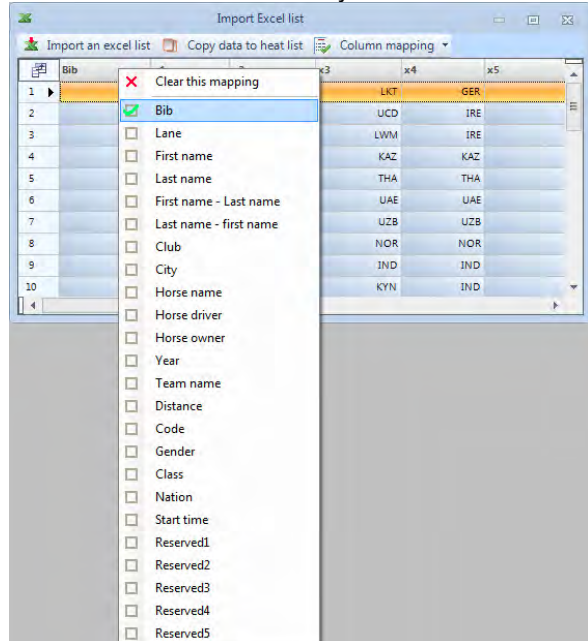 Import Excel list
Import an excel list Copy data to heat list Column mapping
Bib x3 x4 x5
1 LKT GER
2 UCD IRE
3 LWM IRE
4 KAZ KAZ
5 THA THA
6 UAE UAE
7 UZB UZB
8 NOR NOR
9 IND IND
10 KYN IND
Clear this mapping
Bib
Lane
First name
Last name
First name - Last name
Last name - first name
Club
City
Horse name
Horse driver
Horse owner
Year
Team name
Distance
Code
Gender
Class
Nation
Start time
Reserved1
Reserved2
Reserved3
Reserved4
Reserved5